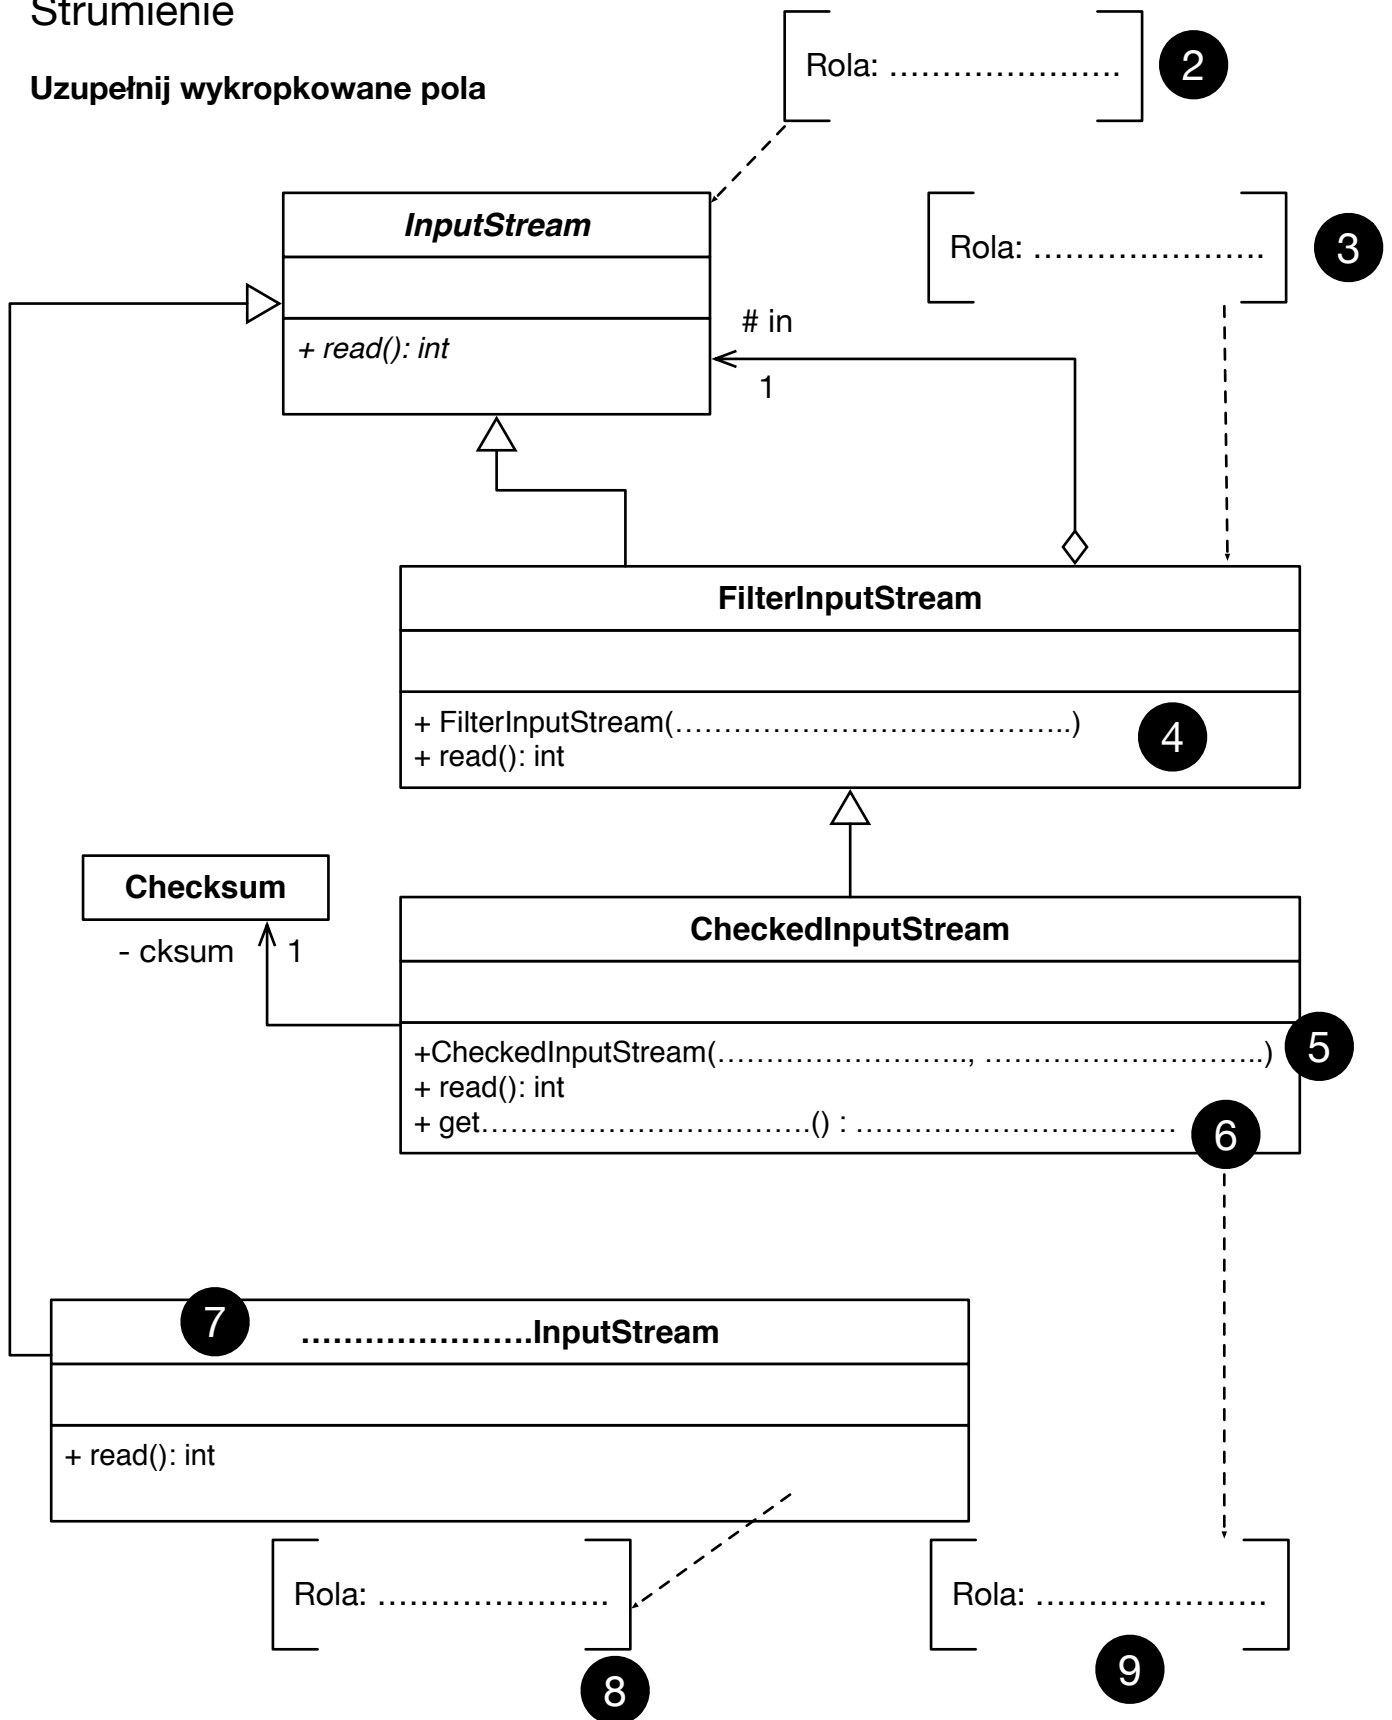 Strumienie
Uzupełnij wykropkowane pola
Rola: ......................
2
InputStream
+ read(): int
Rola: ......................
3
# in
1
FilterInputStream
+ FilterInputStream(.....................................)
+ read(): int
4
Checksum
- cksum
1
CheckedInputStream
+CheckedInputStream(........................, ..........................)
5
+ read(): int
+ get...............................() : ..............................
6
7
......................InputStream
+ read(): int
Rola: ......................
8
Rola: ......................
9